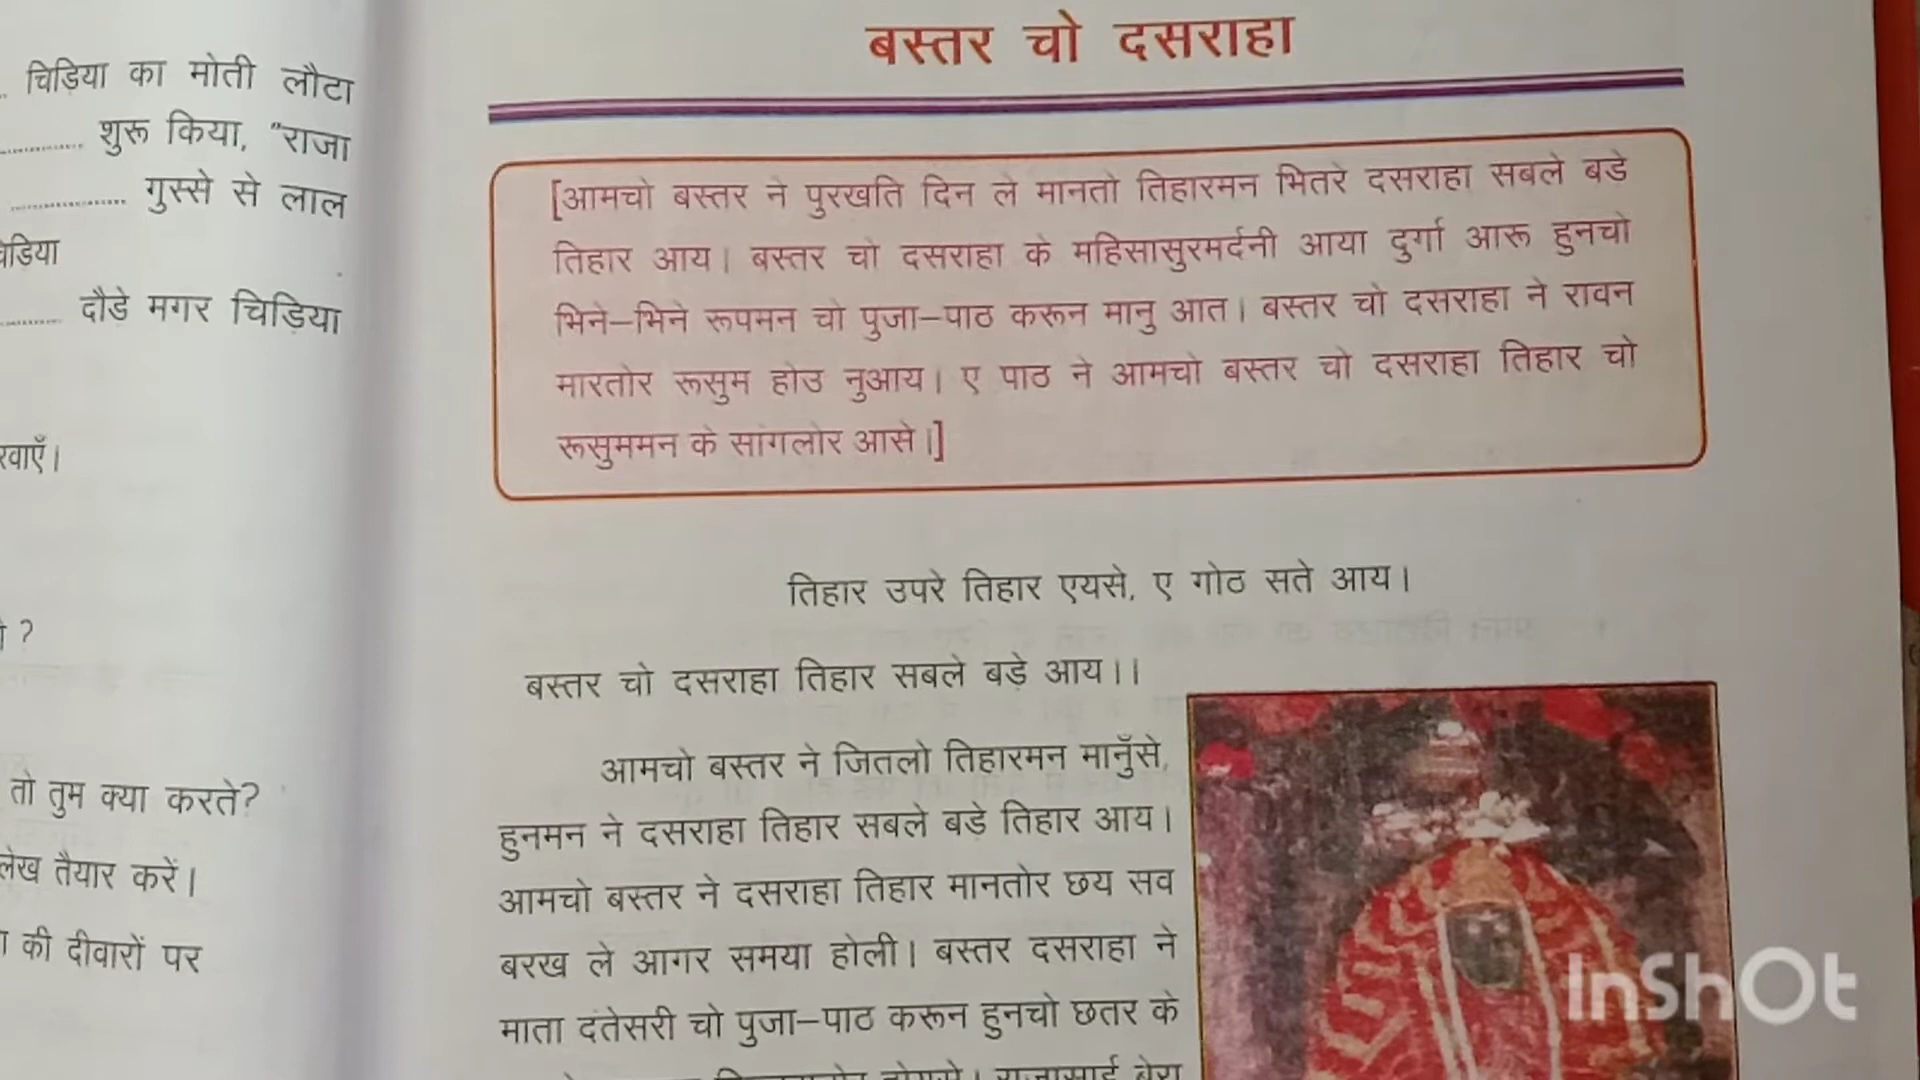 चिड़िया का मोती लौटा
शुरू किया, "राजा
गुस्से से लाल
दौडे मगर चिड़िया
?
तो तुम क्या करते?
लेख तैयार करें।
की दीवारों पर
बस्तर चो दसराहा
[आमचो बस्तर ने पुरखति दिन ले मानतो तिहारमन भितरे दसराहा सबले बडे
तिहार आय। बस्तर चो दसराहा के महिसासुरमर्दनी आया दुर्गा आरू हुनचो
भिने–भिने रूपमन चो पुजा–पाठ करून मानु आत। बस्तर चो दसराहा ने रावन
मारतोर रूसुम होउ नुआय। ए पाठ ने आमचो बस्तर चो दसराहा तिहार चो
रूसुममन के सांगलोर आसे।]
तिहार उपरे तिहार एयसे, ए गोठ सते आय।
बस्तर चो दसराहा तिहार सबले बड़े आय।।
आमचो बस्तर ने जितलो तिहारमन मानुँसे,
हुनमन ने दसराहा तिहार सबले बड़े तिहार आय।
आमचो बस्तर ने दसराहा तिहार मानतोर छय सव
बरख ले आगर समया होली। बस्तर दसराहा ने
माता दंतेसरी चो पुजा–पाठ करून हुनचो छतर के
InShOt